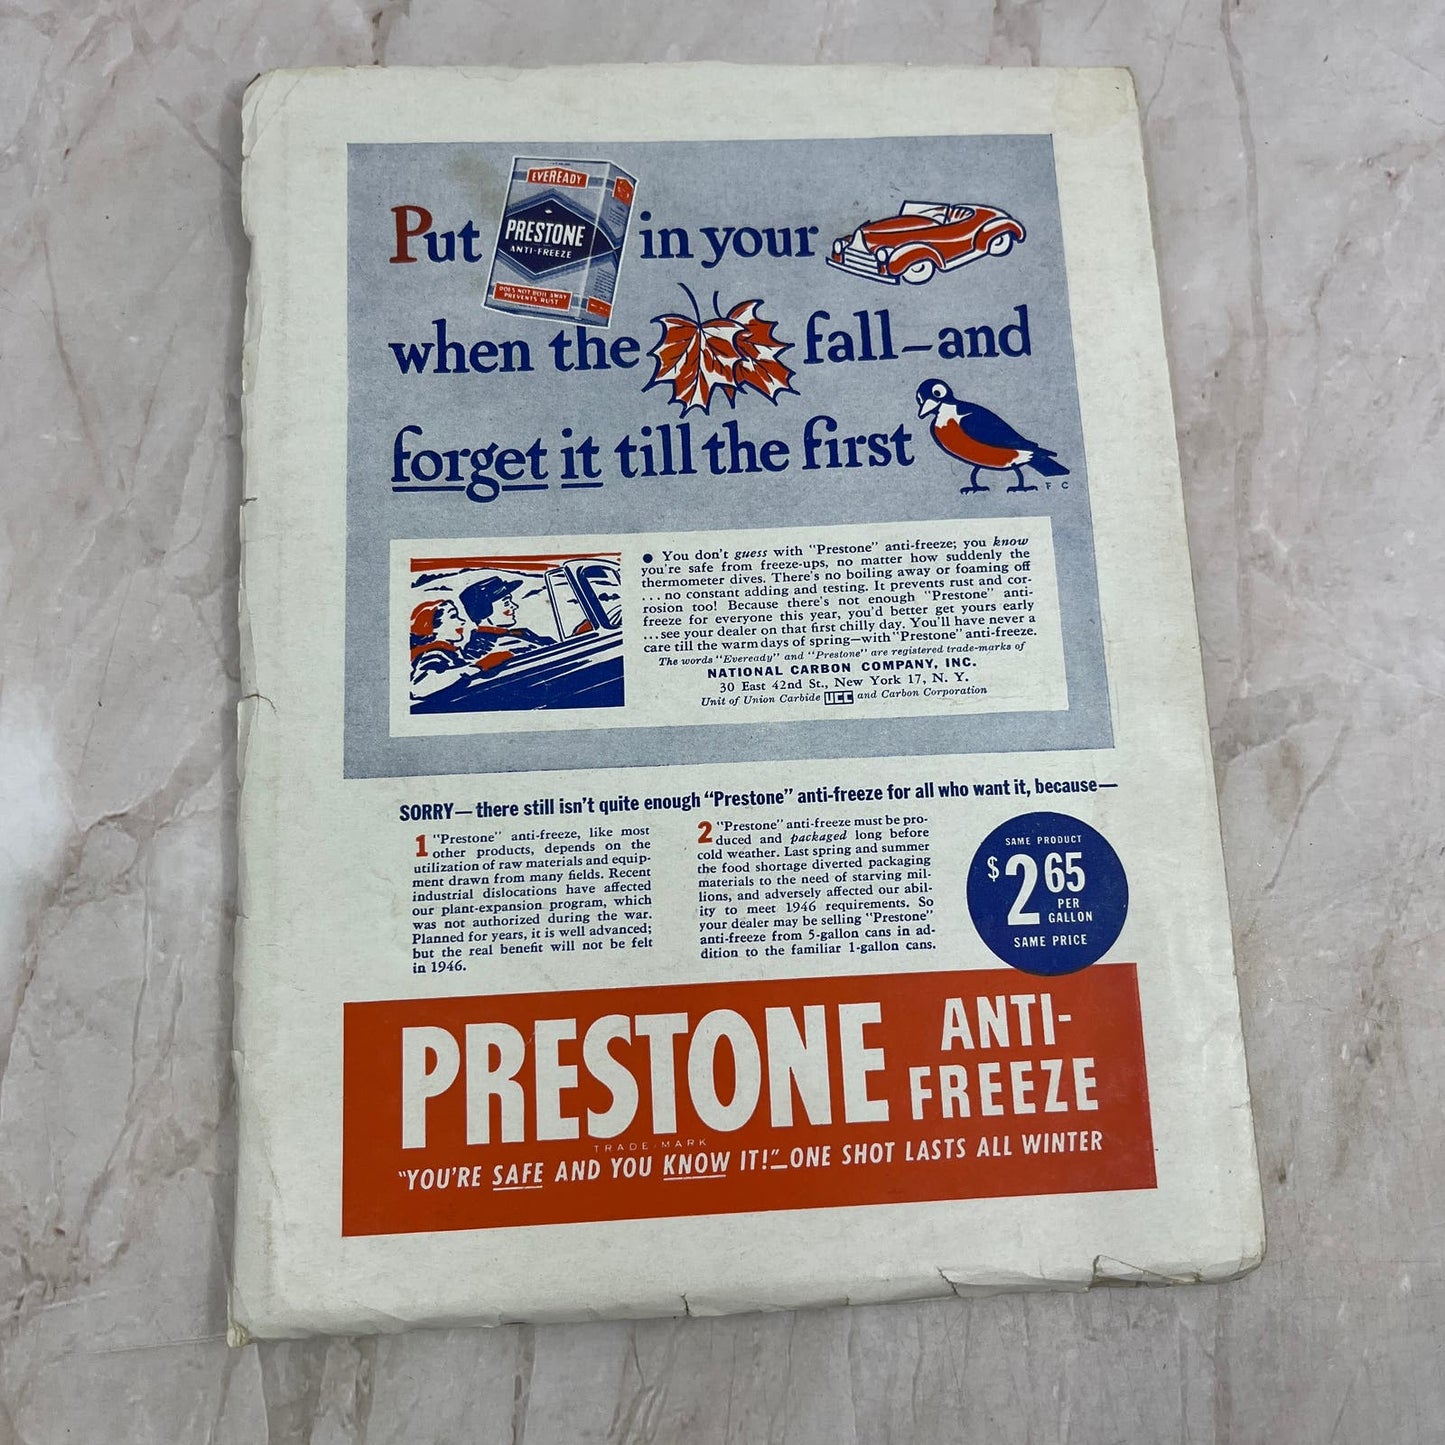 Put
EVEREADY
PRESTONE
ANTI-FREEZE
DOES NOT BOIL AWAY
PREVENTS RUST
in your
when the fall—and
forget it till the first
F C
• You don't guess with "Prestone" anti-freeze; you know
you're safe from freeze-ups, no matter how suddenly the
thermometer dives. There's no boiling away or foaming off
... no constant adding and testing. It prevents rust and cor-
rosion too! Because there's not enough "Prestone" anti-
freeze for everyone this year, you'd better get yours early
...see your dealer on that first chilly day. You'll have never a
care till the warm days of spring—with "Prestone" anti-freeze.
The words "Eveready" and "Prestone" are registered trade-marks of
NATIONAL CARBON COMPANY, INC.
30 East 42nd St., New York 17, N. Y.
Unit of Union Carbide UCC and Carbon Corporation
SORRY—there still isn't quite enough "Prestone" anti-freeze for all who want it, because—
1 "Prestone" anti-freeze, like most
other products, depends on the
utilization of raw materials and equip-
ment drawn from many fields. Recent
industrial dislocations have affected
our plant-expansion program, which
was not authorized during the war.
Planned for years, it is well advanced;
but the real benefit will not be felt
in 1946.
2 "Prestone" anti-freeze must be pro-
duced and packaged long before
cold weather. Last spring and summer
the food shortage diverted packaging
materials to the need of starving mil-
lions, and adversely affected our abil-
ity to meet 1946 requirements. So
your dealer may be selling "Prestone"
anti-freeze from 5-gallon cans in ad-
dition to the familiar 1-gallon cans.
SAME PRODUCT
$2.65
PER
GALLON
SAME PRICE
PRESTONE ANTI-
FREEZE
TRADE-MARK
"YOU'RE SAFE AND YOU KNOW IT!"—ONE SHOT LASTS ALL WINTER